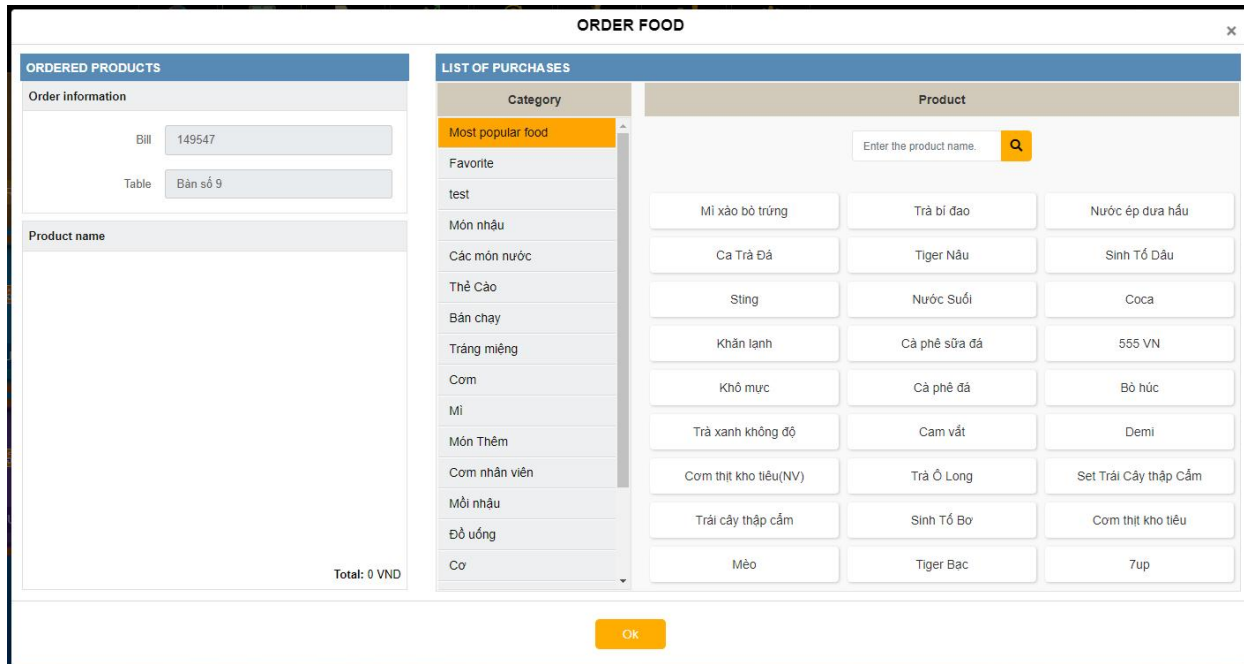 ORDER FOOD
×
ORDERED PRODUCTS
Order information
Bill 149547
Table Bàn số 9
Product name
Total: 0 VND
LIST OF PURCHASES
Category
Most popular food
Favorite
test
Món nhậu
Các món nước
Thẻ Cào
Bán chạy
Tráng miệng
Cơm
Mì
Món Thêm
Cơm nhân viên
Mồi nhậu
Đồ uống
Cơ
Product
Enter the product name.
Mì xào bò trứng Trà bí đao Nước ép dưa hấu
Ca Trà Đá Tiger Nâu Sinh Tố Dâu
Sting Nước Suối Coca
Khăn lạnh Cà phê sữa đá 555 VN
Khô mực Cà phê đá Bò húc
Trà xanh không độ Cam vắt Demi
Cơm thịt kho tiêu(NV) Trà Ô Long Set Trái Cây thập Cẩm
Trái cây thập cẩm Sinh Tố Bơ Cơm thịt kho tiêu
Mèo Tiger Bạc 7up
Ok